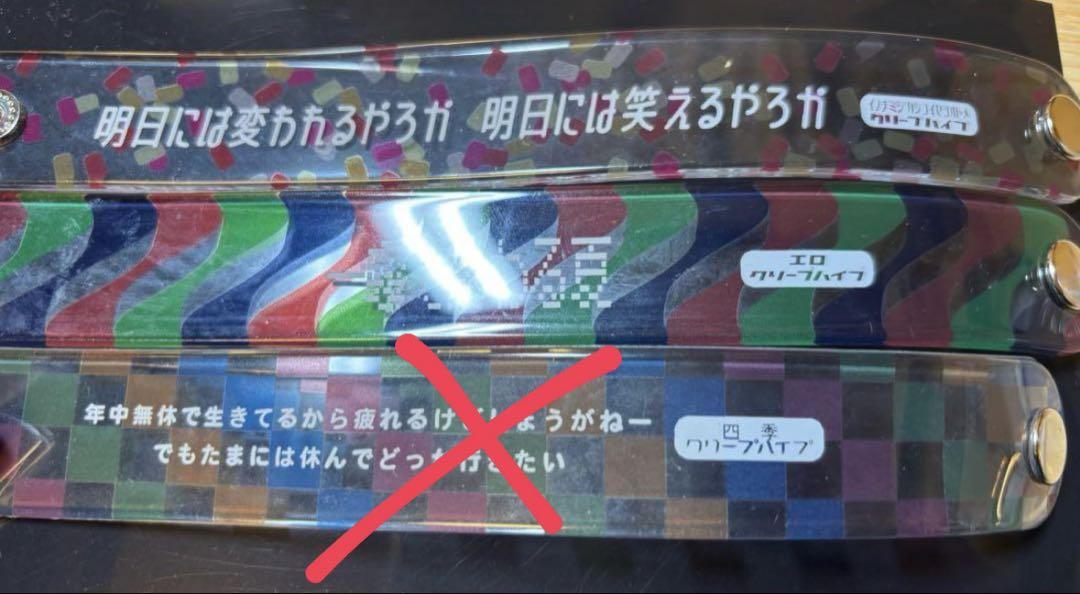 明日には変われるやろか 明日には笑えるやろか
イノチミジカシコイセヨオトメ
クリープハイプ
エロ
クリープハイプ
年中無休で生きてるから疲れるけどしょうがねー
でもたまには休んでどっか行きたい
四季
クリープハイプ